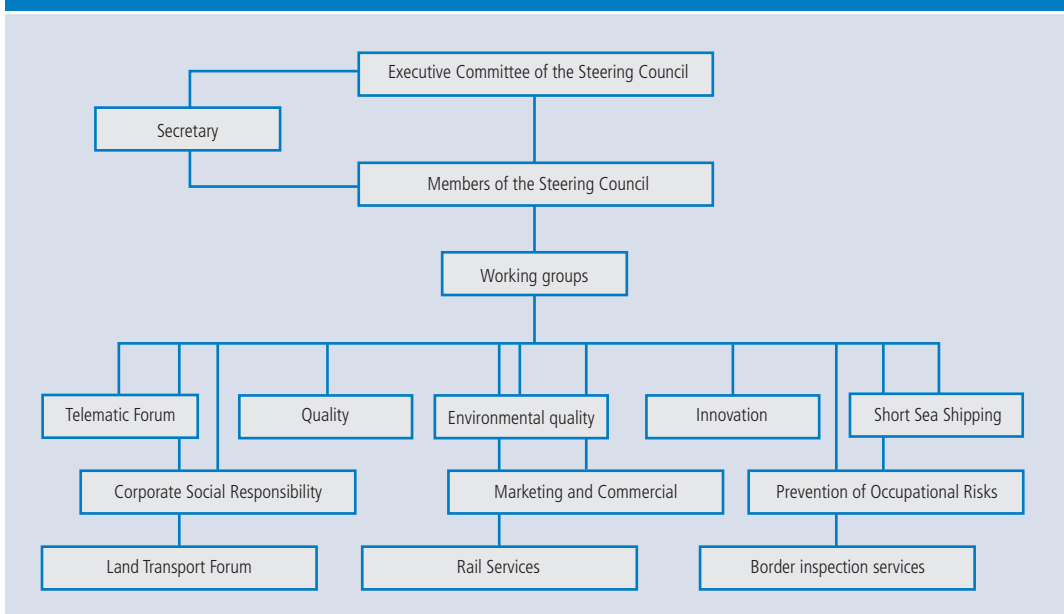 Executive Committee of the Steering Council
Secretary
Members of the Steering Council
Working groups
Telematic Forum
Quality
Environmental quality
Innovation
Short Sea Shipping
Corporate Social Responsibility
Marketing and Commercial
Prevention of Occupational Risks
Land Transport Forum
Rail Services
Border inspection services